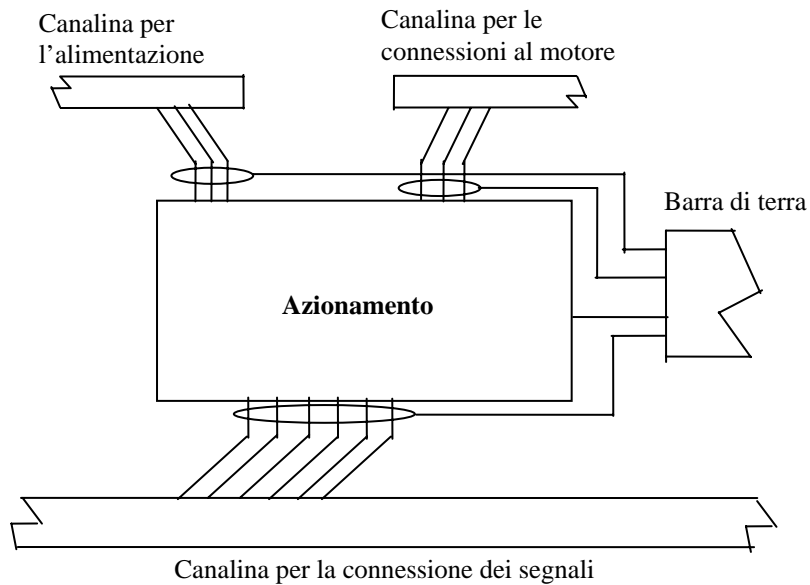 Canalina per
l’alimentazione
Canalina per le
connessioni al motore
Barra di terra
Azionamento
Canalina per la connessione dei segnali